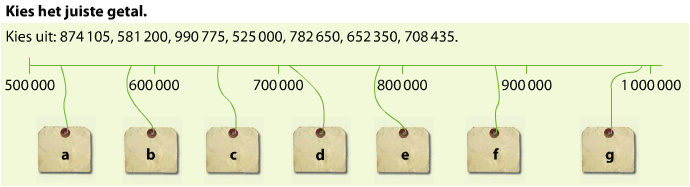 Kies het juiste getal.
Kies uit: 874 105, 581 200, 990 775, 525 000, 782 650, 652 350, 708 435.
500 000 600 000 700 000 800 000 900 000 1 000 000
a b c d e f g